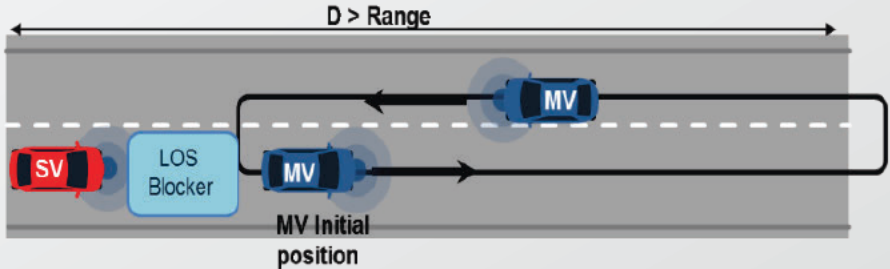 D > Range
MV
SV
LOS
Blocker
MV
MV Initial
position